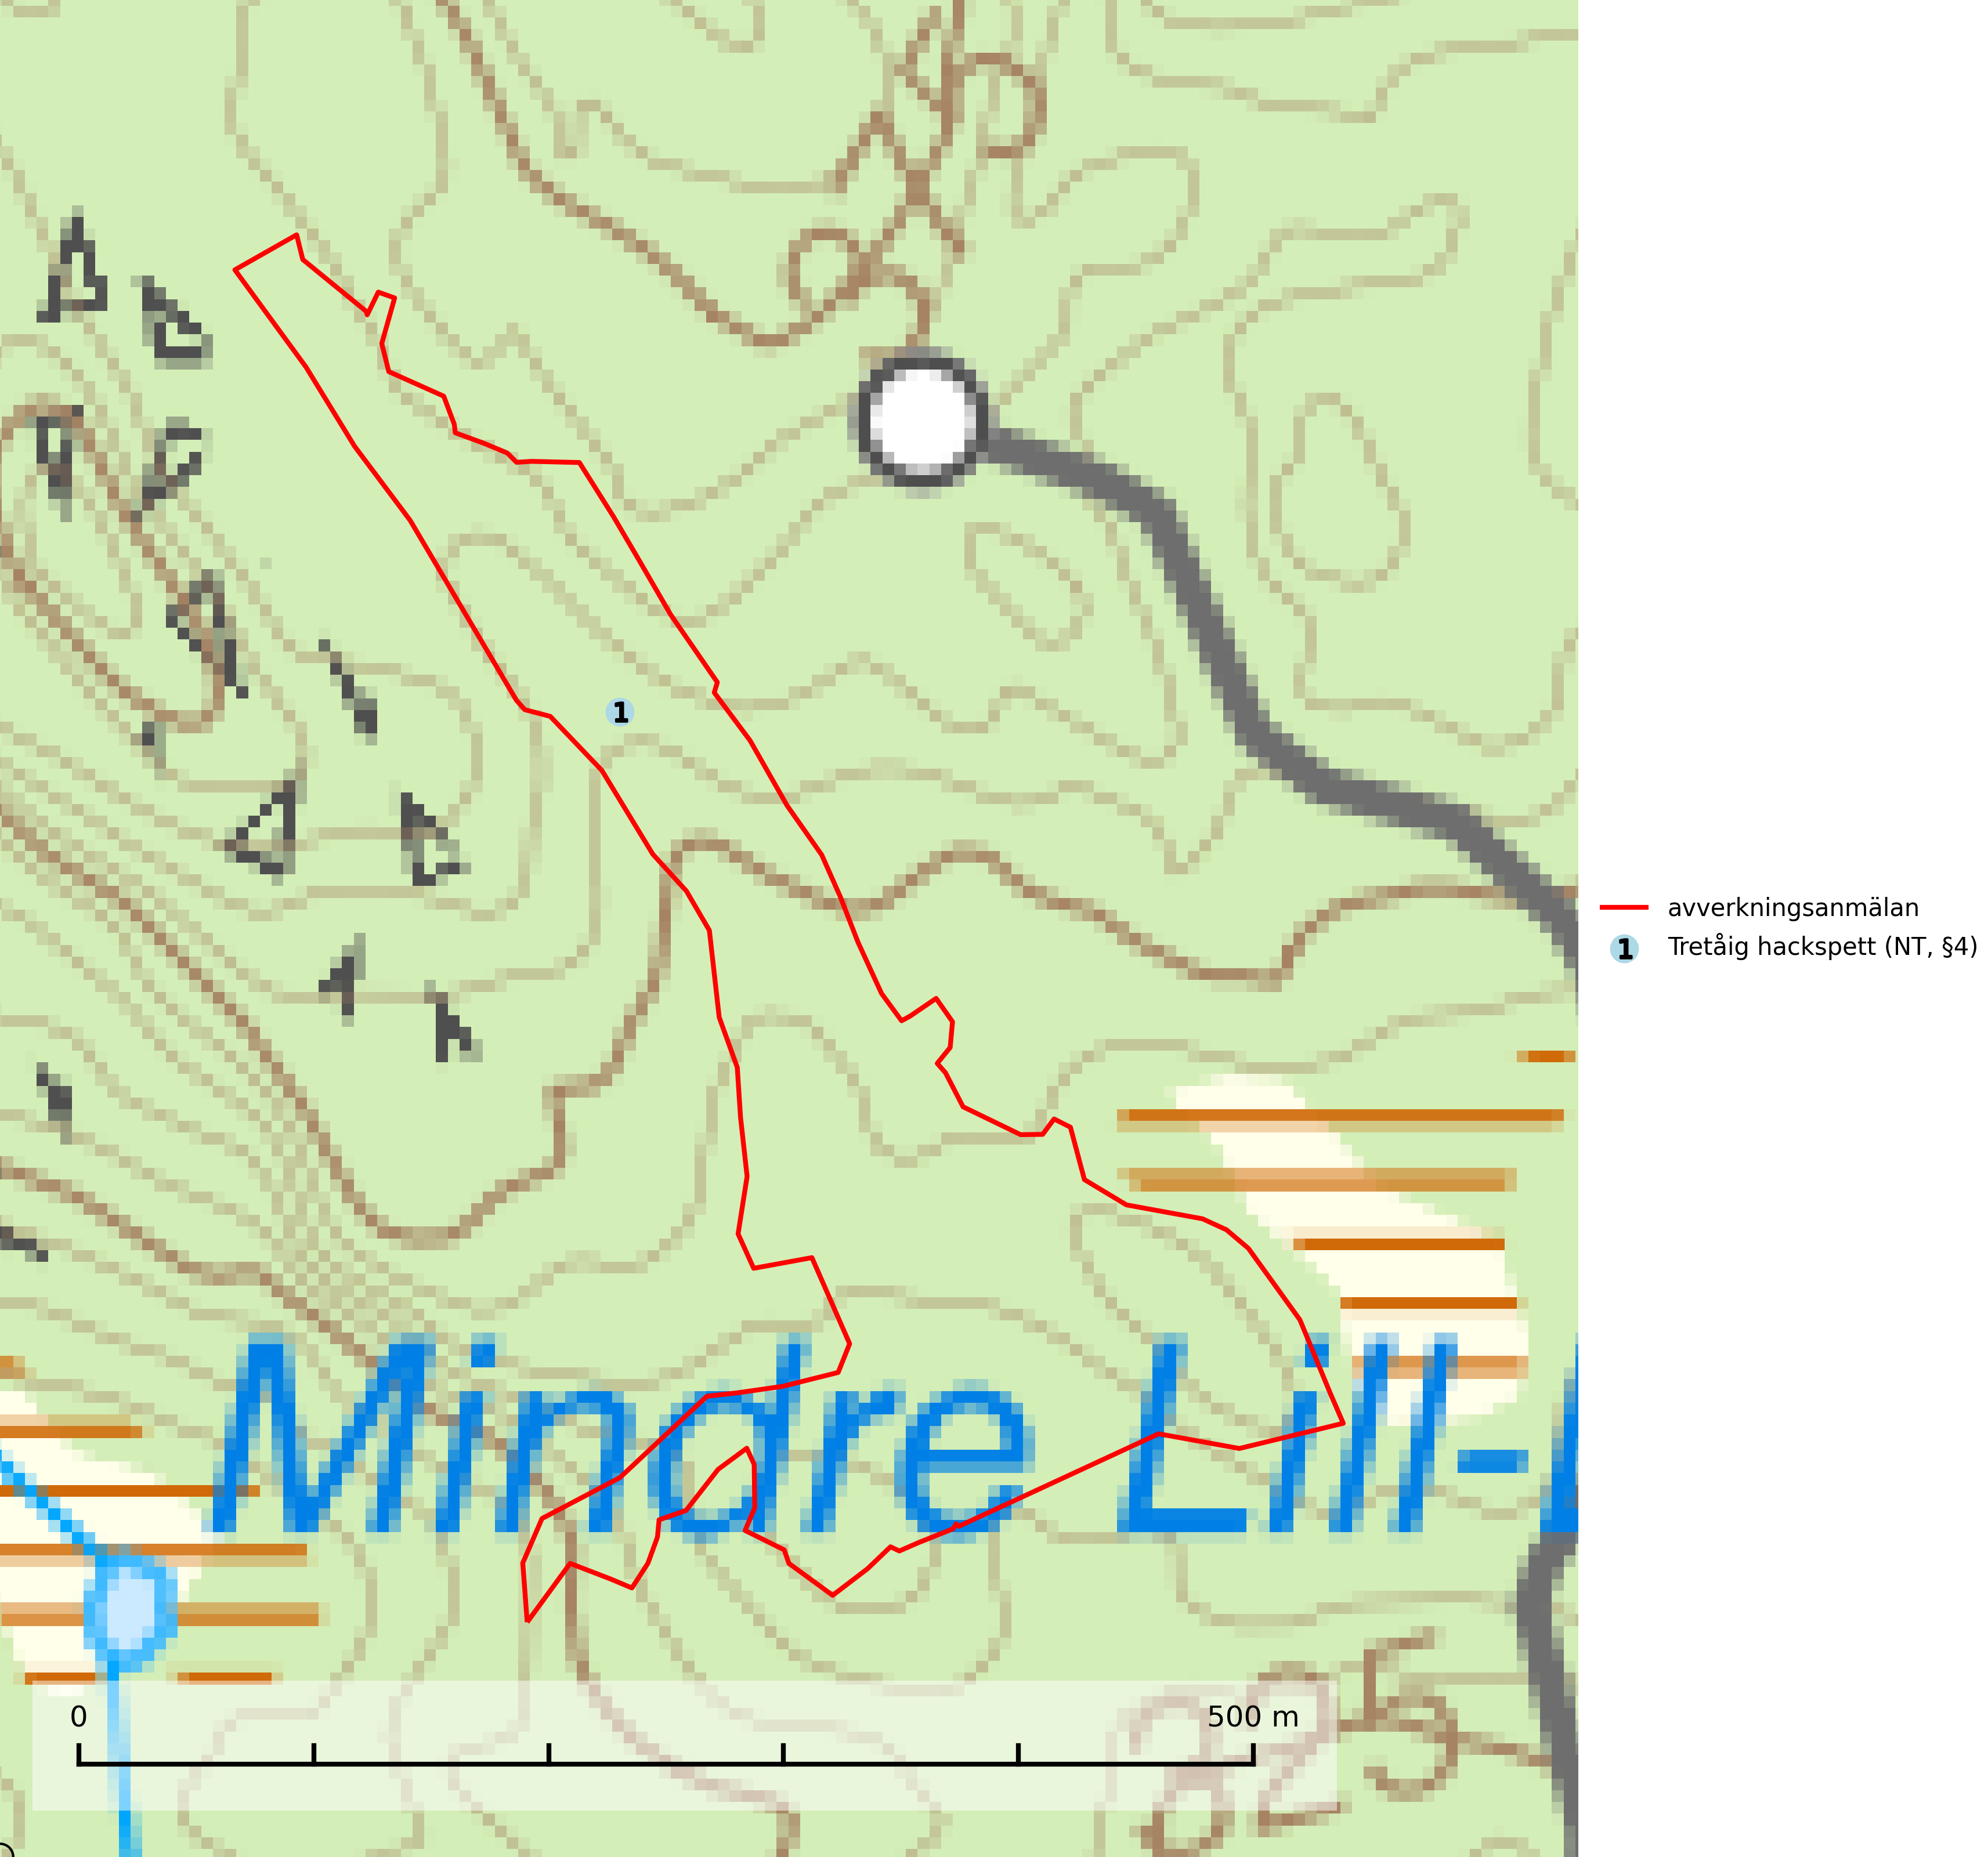 1
Mindre Lill-
avverkningsanmälan
1 Tretåig hackspett (NT, §4)
0 500 m